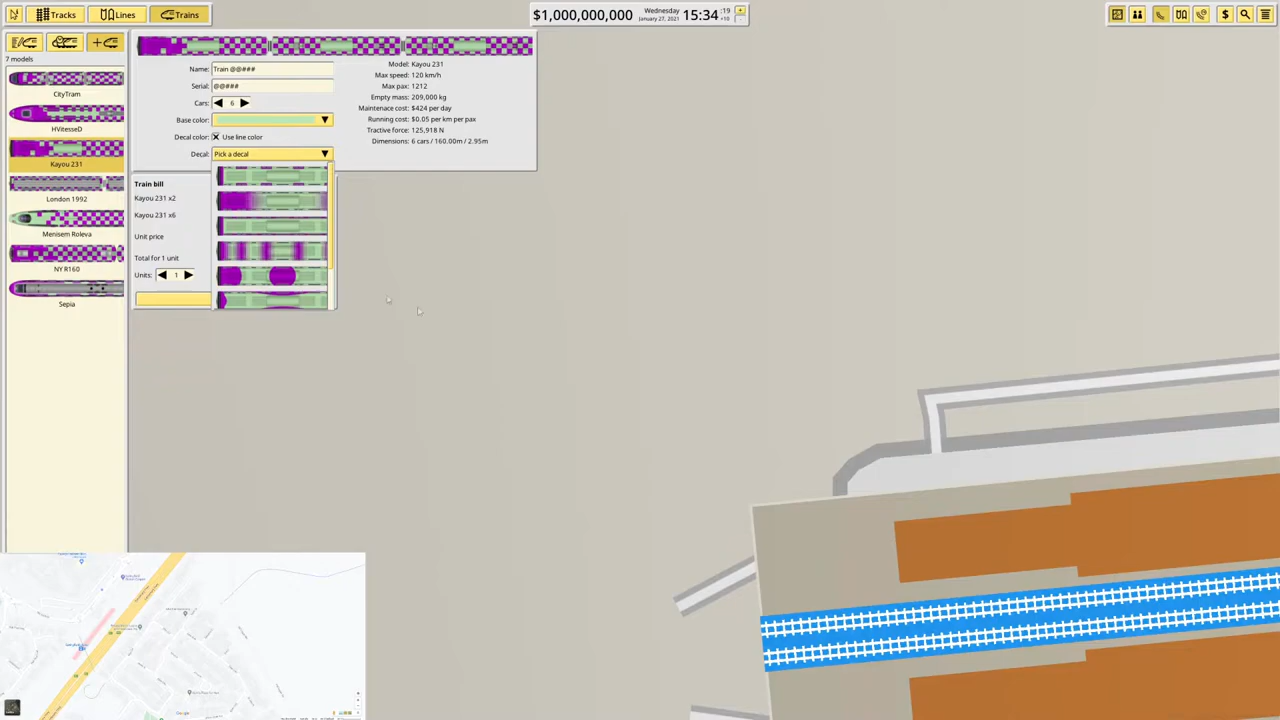 Tracks
Lines
Trains
$1,000,000,000
Wednesday
January 27, 2021
15:34
:19
×10
$
7 models
CityTram
HVitesseD
Kayou 231
London 1992
Menisem Roleva
NY R160
Sepia
Name: Train @@###
Serial: @@###
Cars: 6
Base color:
Decal color: Use line color
Decal: Pick a decal
Model: Kayou 231
Max speed: 120 km/h
Max pax: 1212
Empty mass: 209,000 kg
Maintenace cost: $424 per day
Running cost: $0.05 per km per pax
Tractive force: 125,918 N
Dimensions: 6 cars / 160.00m / 2.95m
Train bill
Kayou 231 x2
Kayou 231 x6
Unit price
Total for 1 unit
Units: 1
Google